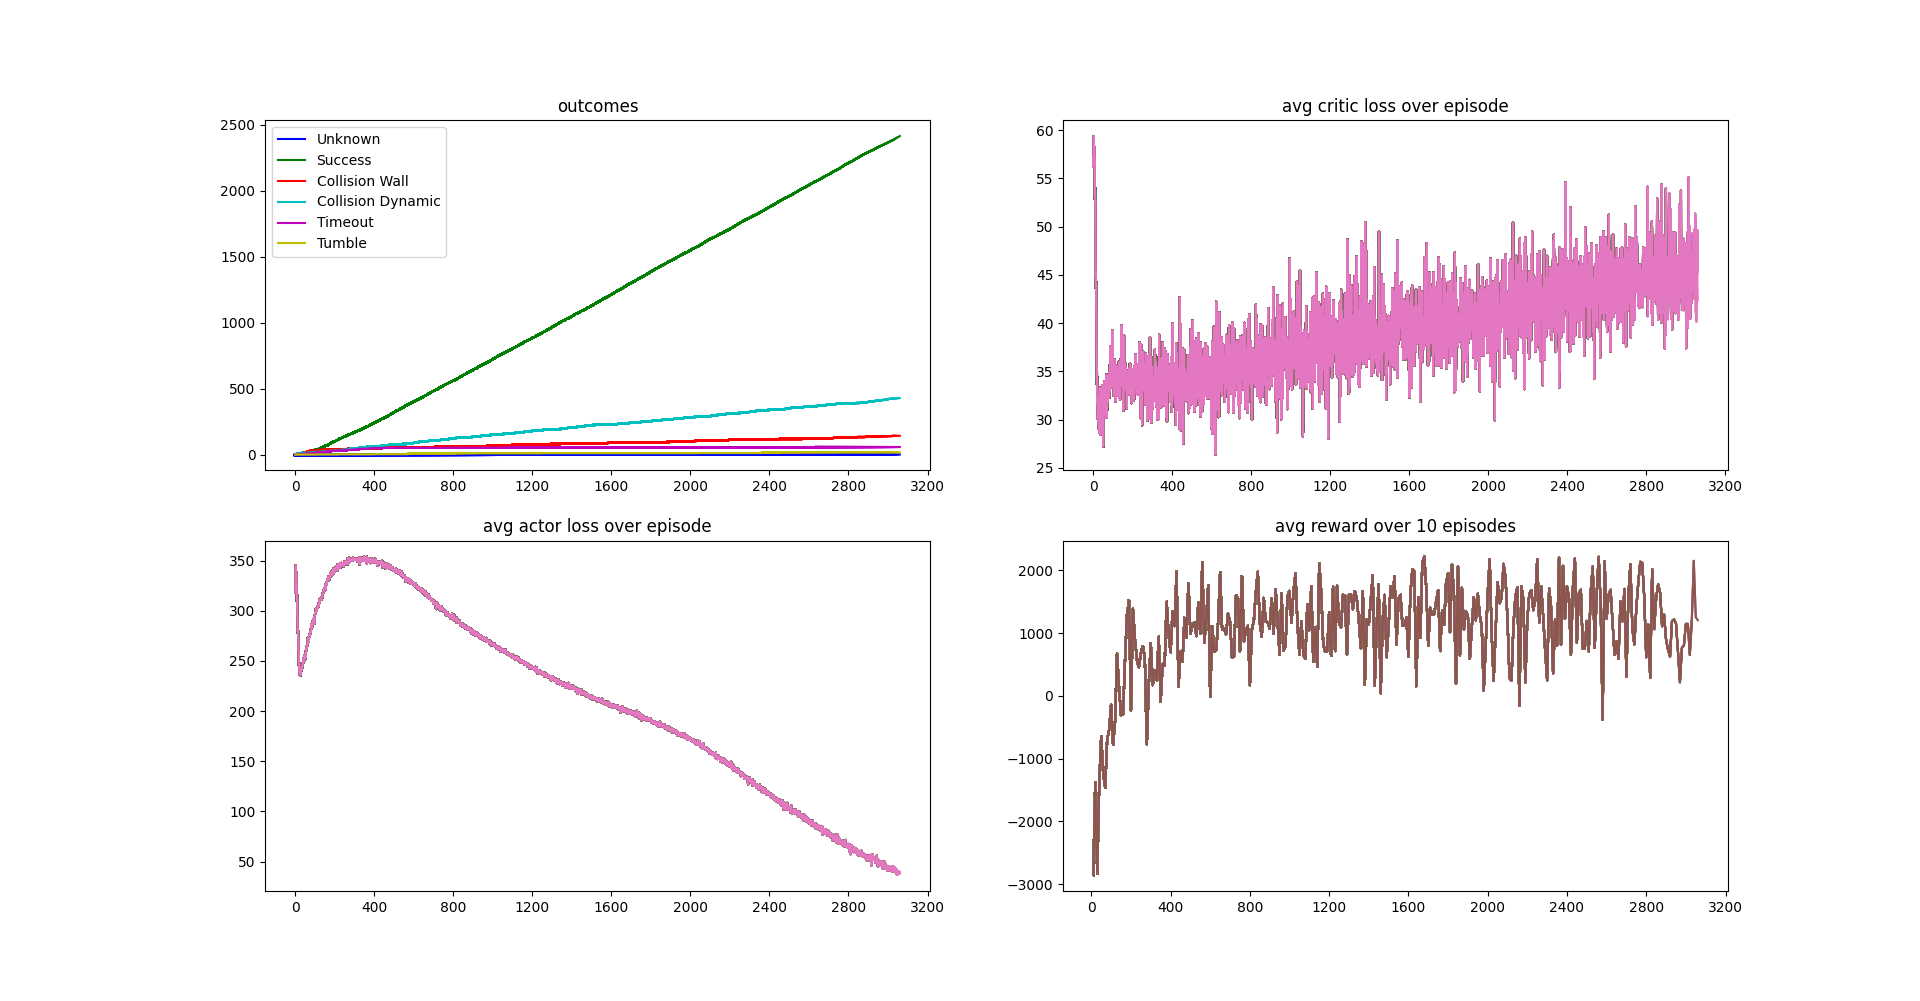 outcomes
2500
2000
1500
1000
500
0
Unknown
Success
Collision Wall
Collision Dynamic
Timeout
Tumble
0 400 800 1200 1600 2000 2400 2800 3200
avg critic loss over episode
60
55
50
45
40
35
30
25
0 400 800 1200 1600 2000 2400 2800 3200
avg actor loss over episode
350
300
250
200
150
100
50
0 400 800 1200 1600 2000 2400 2800 3200
avg reward over 10 episodes
2000
1000
0
−1000
−2000
−3000
0 400 800 1200 1600 2000 2400 2800 3200